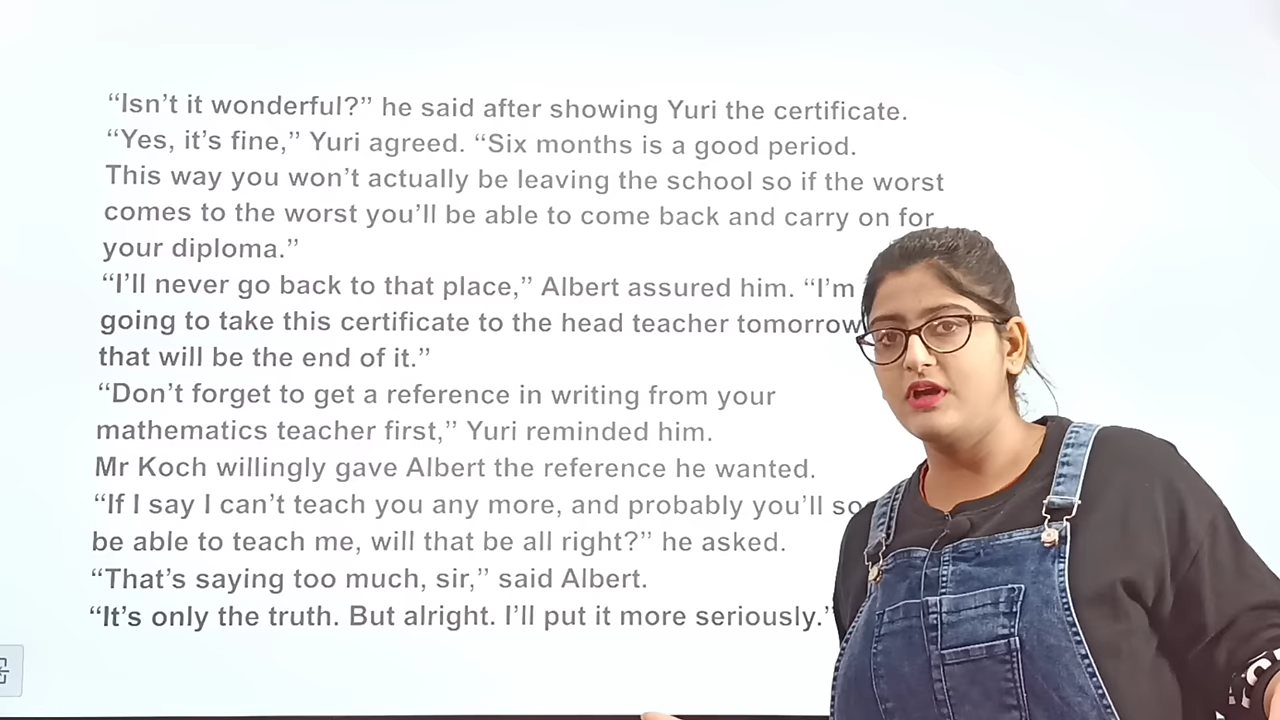 “Isn’t it wonderful?” he said after showing Yuri the certificate.
“Yes, it’s fine,” Yuri agreed. “Six months is a good period.
This way you won’t actually be leaving the school so if the worst
comes to the worst you’ll be able to come back and carry on for
your diploma.”
“I’ll never go back to that place,” Albert assured him. “I’m
going to take this certificate to the head teacher tomorrow
that will be the end of it.”
“Don’t forget to get a reference in writing from your
mathematics teacher first,” Yuri reminded him.
Mr Koch willingly gave Albert the reference he wanted.
“If I say I can’t teach you any more, and probably you’ll
be able to teach me, will that be all right?” he asked.
“That’s saying too much, sir,” said Albert.
“It’s only the truth. But alright. I’ll put it more seriously.”